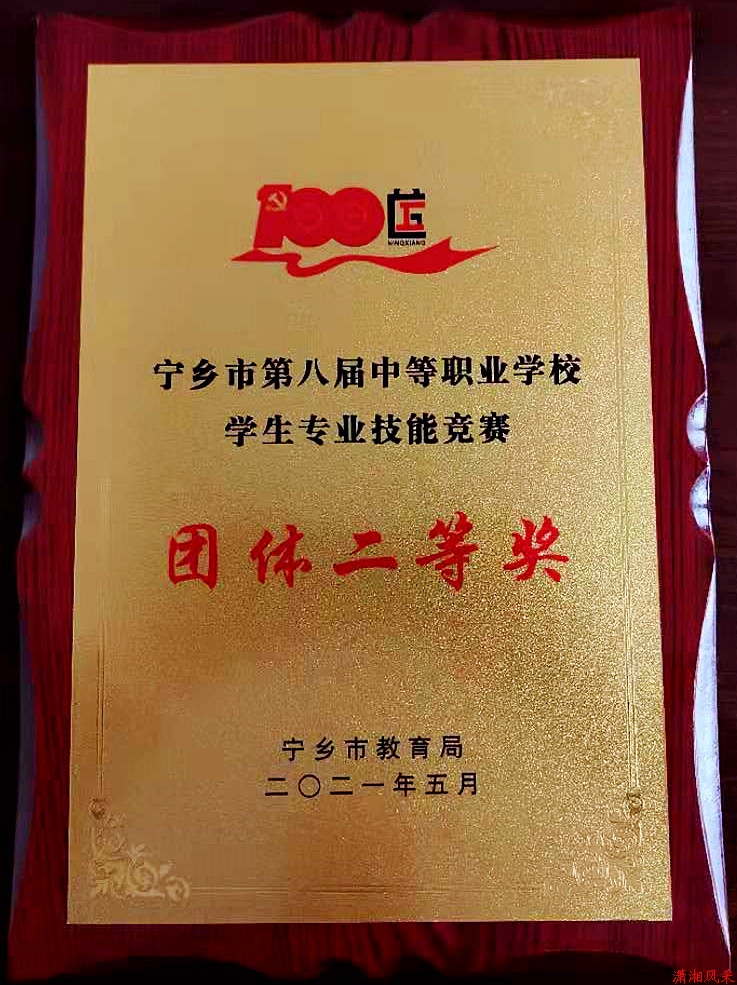 100
NINGXIANG
宁乡市第八届中等职业学校
学生专业技能竞赛
团体二等奖
宁乡市教育局
二〇二一年五月
潇湘风采